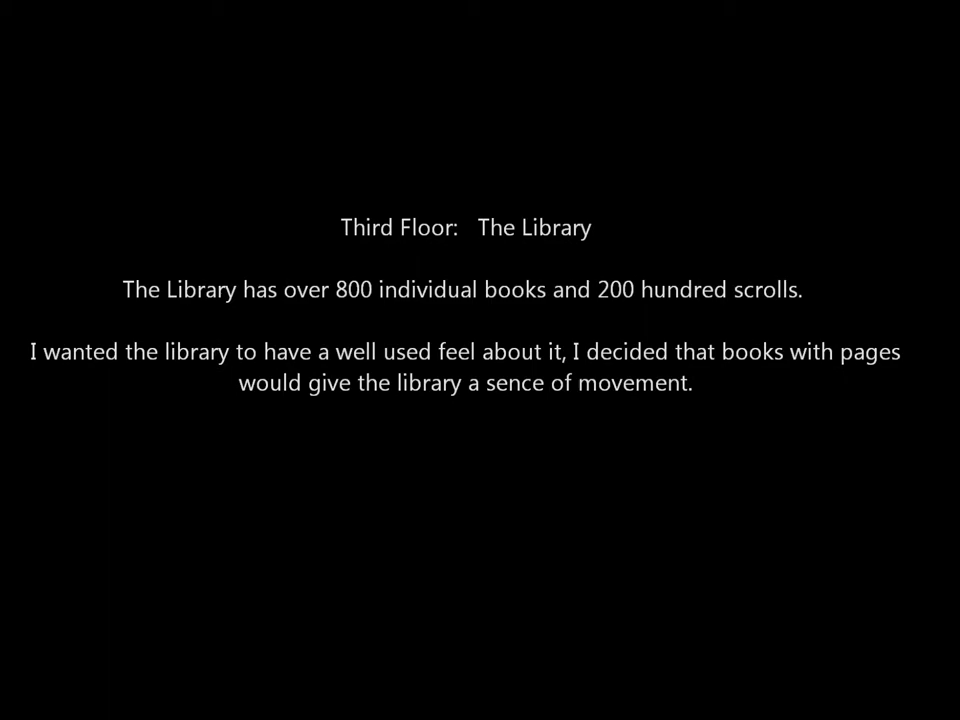 Third Floor:   The Library
The Library has over 800 individual books and 200 hundred scrolls.
I wanted the library to have a well used feel about it, I decided that books with pages
would give the library a sence of movement.